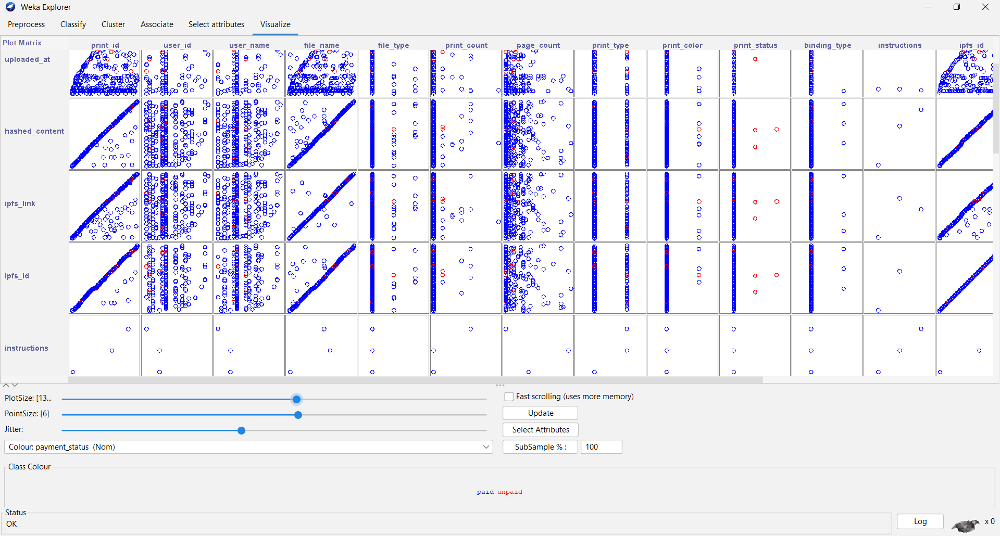 Weka Explorer
Preprocess Classify Cluster Associate Select attributes Visualize
Plot Matrix
print_id user_id user_name file_name file_type print_count page_count print_type print_color print_status binding_type instructions ipfs_id
uploaded_at
hashed_content
ipfs_link
ipfs_id
instructions
PlotSize: [13...
Fast scrolling (uses more memory)
PointSize: [6]
Update
Jitter:
Select Attributes
Colour: payment_status (Nom)
SubSample % : 100
Class Colour
paid unpaid
Status
OK
Log x 0